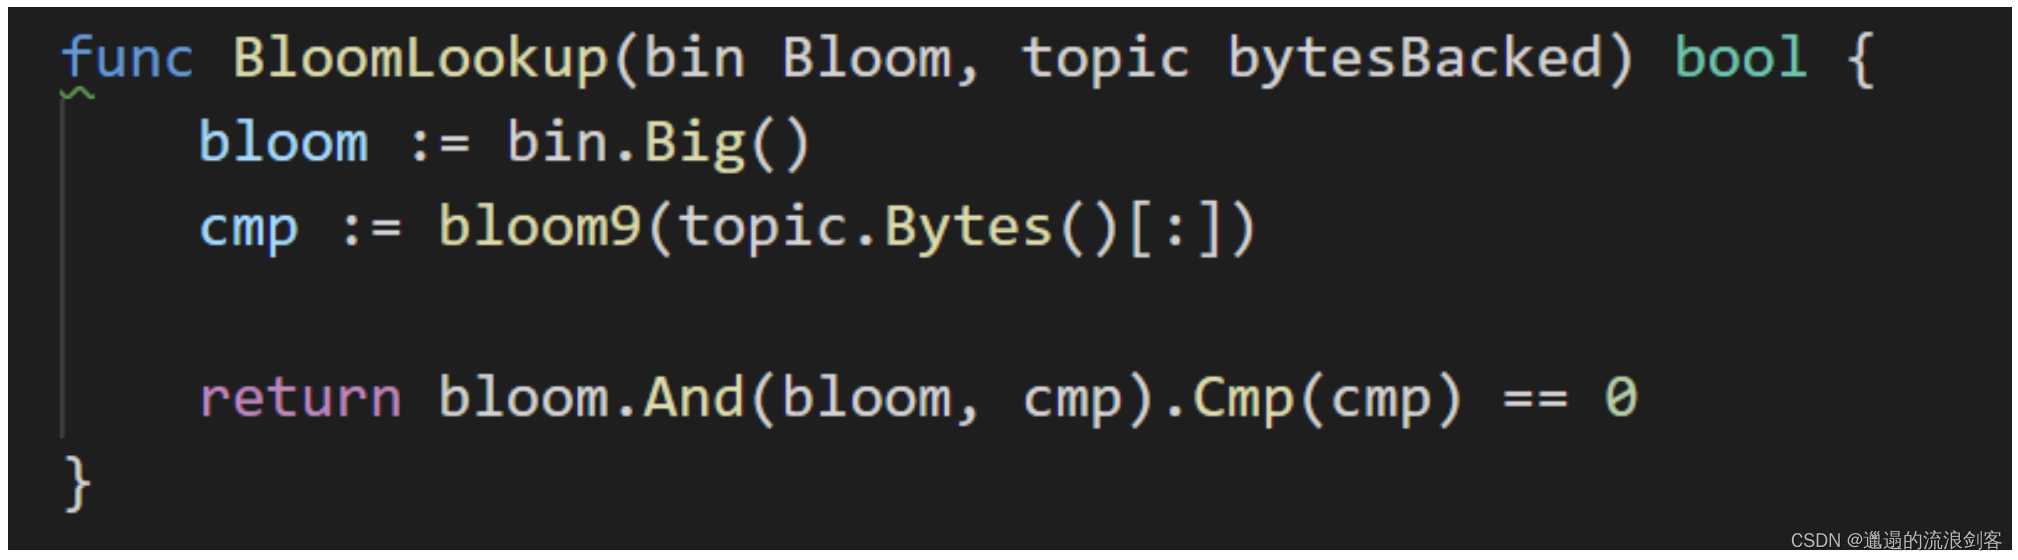 func BloomLookup(bin Bloom, topic bytesBacked) bool {
    bloom := bin.Big()
    cmp := bloom9(topic.Bytes()[:])

    return bloom.And(bloom, cmp).Cmp(cmp) == 0
}
CSDN @邋遢的流浪剑客